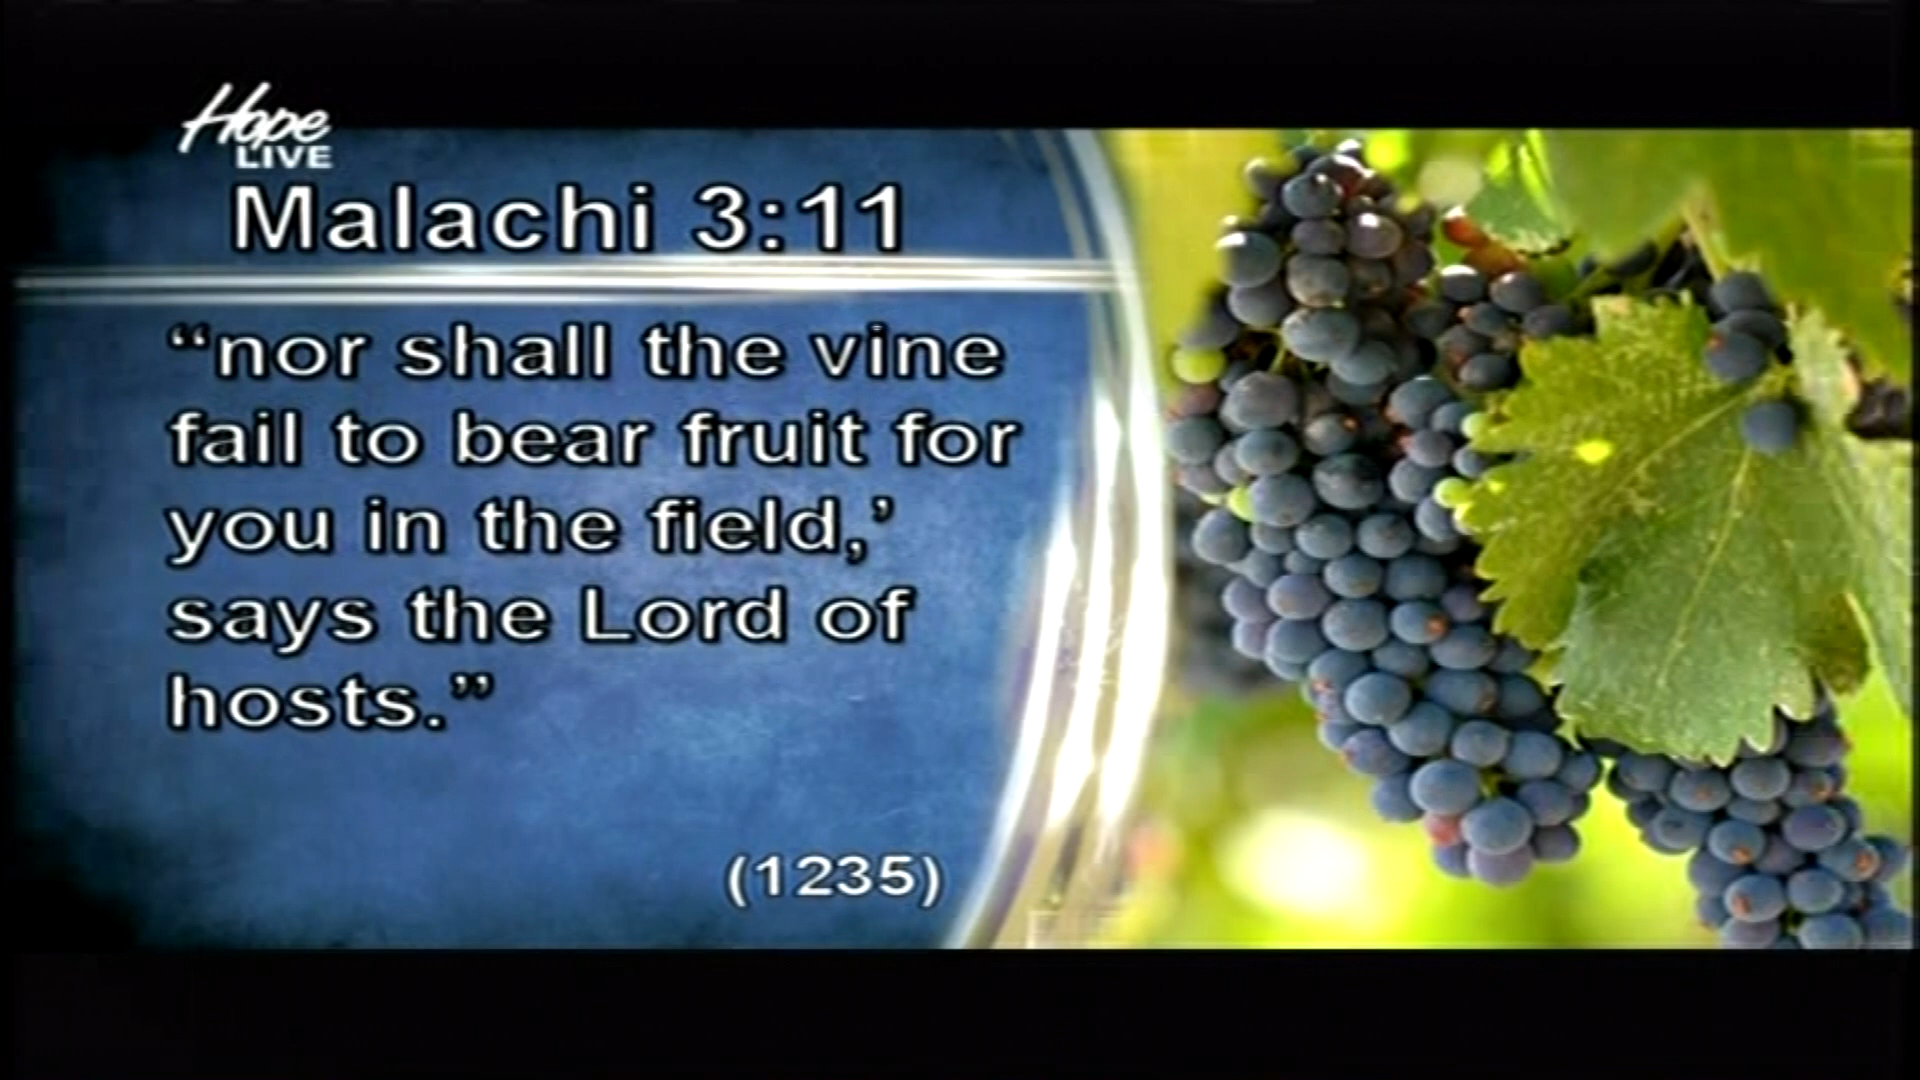 Hope
LIVE
Malachi 3:11
“nor shall the vine
fail to bear fruit for
you in the field,’
says the Lord of
hosts.”
(1235)